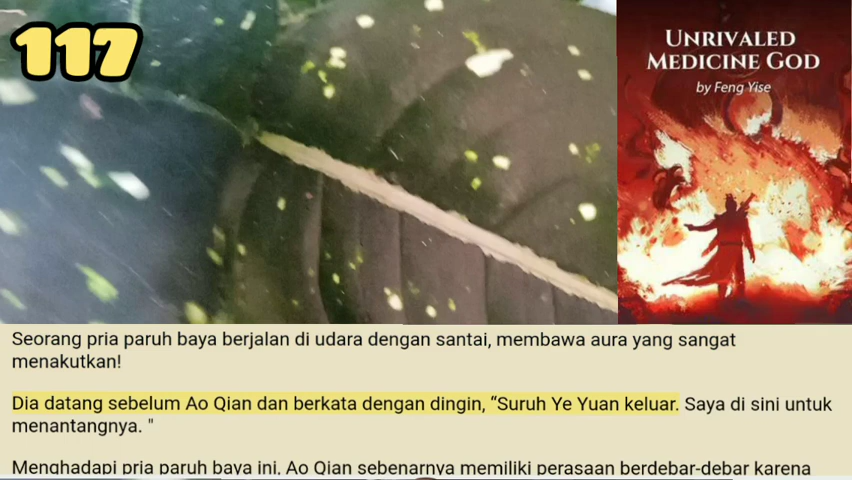 117
UNRIVALED
MEDICINE GOD
by Feng Yise
Seorang pria paruh baya berjalan di udara dengan santai, membawa aura yang sangat
menakutkan!
Dia datang sebelum Ao Qian dan berkata dengan dingin, “Suruh Ye Yuan keluar. Saya di sini untuk
menantangnya. "
Menghadapi pria paruh baya ini, Ao Qian sebenarnya memiliki perasaan berdebar-debar karena